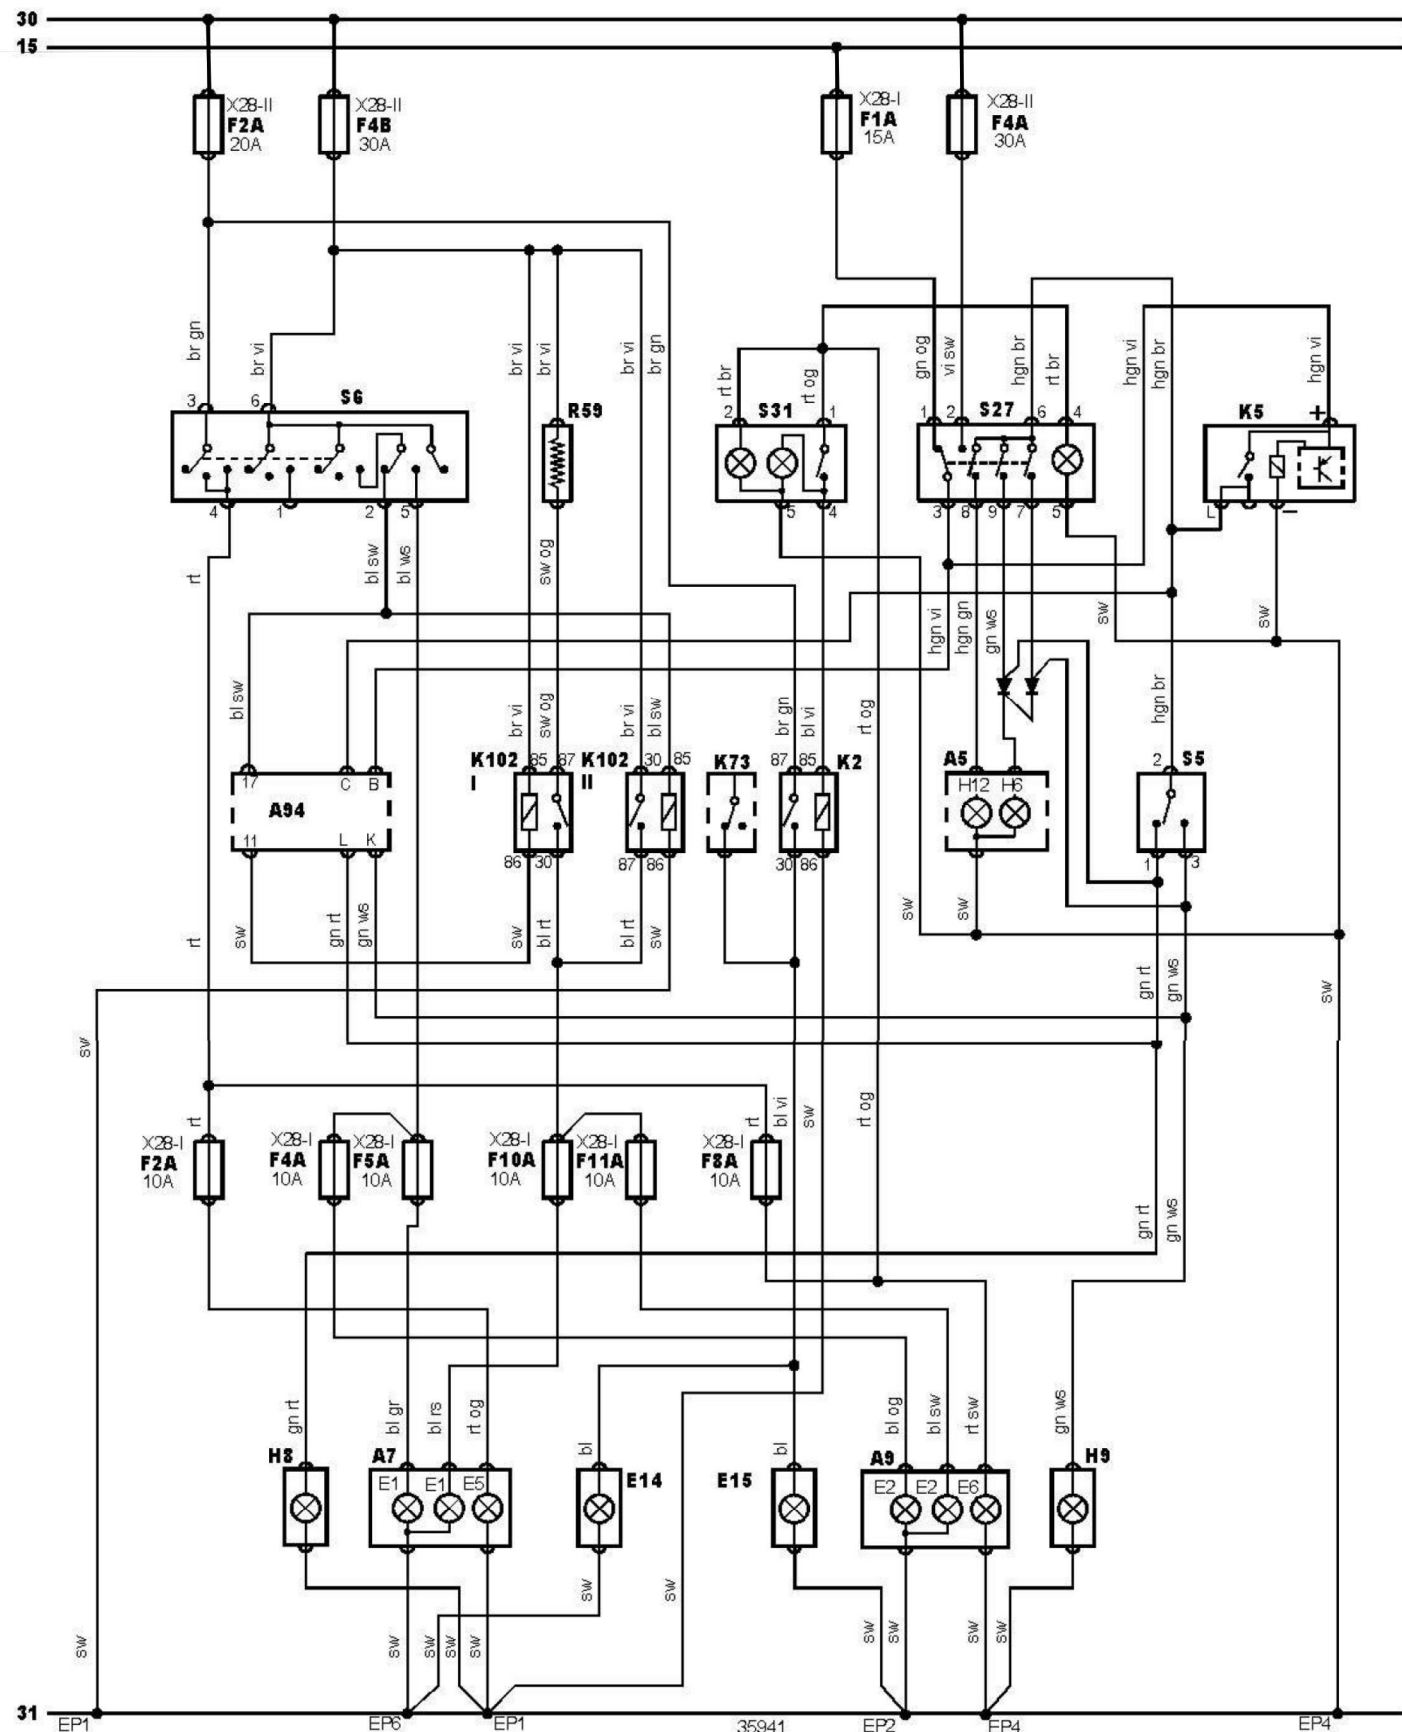 30
15
X28-II X28-II X28-I X28-II
F2A F4B F1A F4A
20A 30A 15A 30A
br gn br vi br vi br vi br vi br gn rt br rt og gn og vi sw hgn br rt br hgn vi hgn br hgn vi
3 6 S6 R59 2 S31 1 1 2 S27 6 4 K5 +
4 1 2 5 5 4 3 8 9 7 5 L –
rt bl sw bl ws sw og hgn vi hgn gn gn ws sw sw
bl sw br vi sw og br vi bl sw br gn bl vi rt og hgn br
K102 85 87 K102 30 85 K73 87 85 K2 A5 2 S5
I II
17 C B H12 H6
A94
11 L K
86 30 87 86 30 86 1 3
rt sw gn rt gn ws sw bl rt bl rt sw sw sw gn rt gn ws sw
sw
rt rt bl vi sw rt og
X28-I X28-I X28-I X28-I X28-I X28-I
F2A F4A F5A F10A F11A F8A
10A 10A 10A 10A 10A 10A
gn rt gn ws
gn rt bl gr bl rs rt og bl bl bl og bl sw rt sw gn ws
H8 A7 E14 E15 A9 H9
E1 E1 E5 E2 E2 E6
sw sw
sw sw sw sw sw sw sw sw sw
31
EP1 EP6 EP1 35941 EP2 EP4 EP4